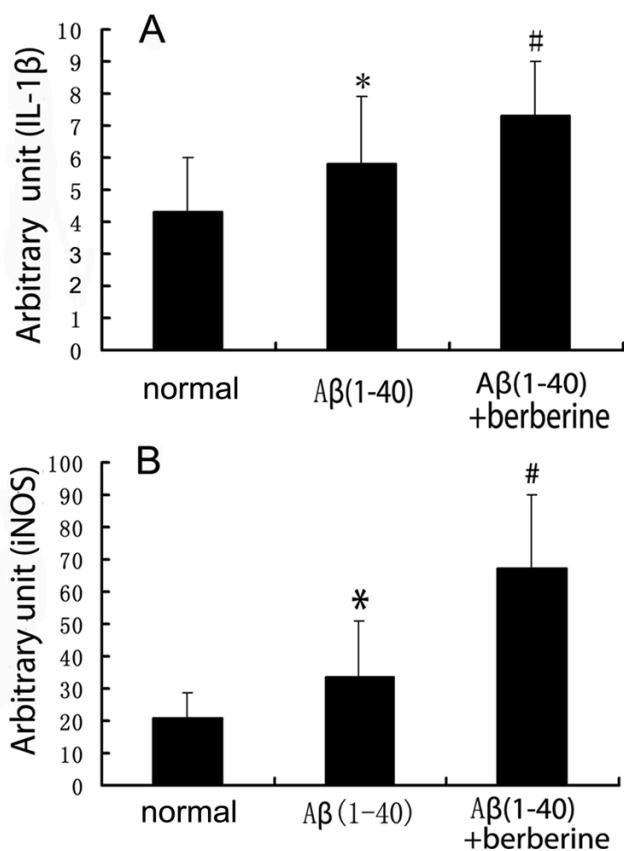 A
Arbitrary unit (IL-1β)
10
9
8
7
6
5
4
3
2
1
0
*
#
normal
Aβ(1-40)
Aβ(1-40)
+berberine
B
Arbitrary unit (iNOS)
100
90
80
70
60
50
40
30
20
10
0
*
#
normal
Aβ(1-40)
Aβ(1-40)
+berberine